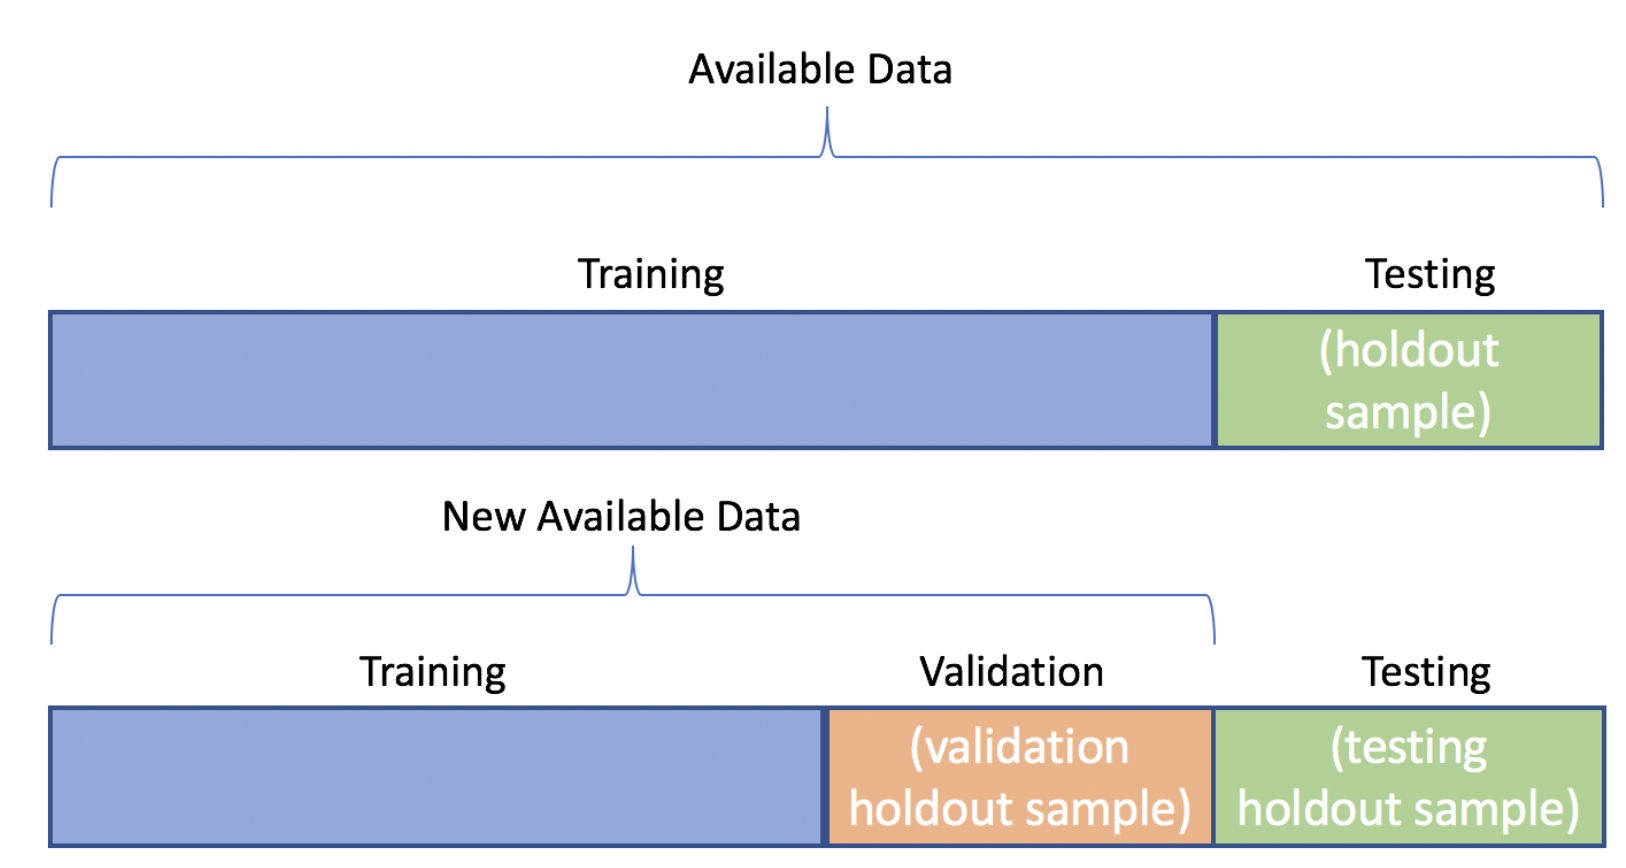 Available Data
Training
Testing
(holdout
sample)
New Available Data
Training
Validation
Testing
(validation
holdout sample)
(testing
holdout sample)